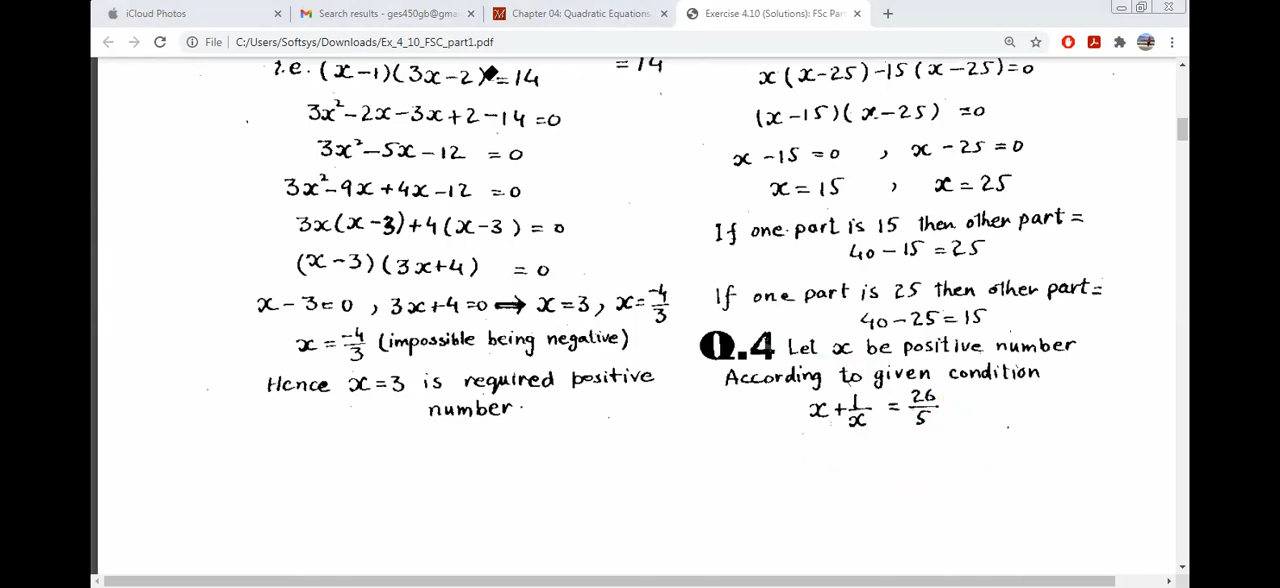 iCloud Photos
Search results - ges450gb@gma
Chapter 04: Quadratic Equations
Exercise 4.10 (Solutions): FSc Par
File C:/Users/Softsys/Downloads/Ex_4_10_FSC_part1.pdf
i.e. (x-1)(3x-2)=14
=14
3x²-2x-3x+2-14=0
3x²-5x-12 =0
3x²-9x+4x-12 =0
3x(x-3)+4(x-3)=0
(x-3)(3x+4) =0
x-3=0, 3x+4=0 ⟹ x=3, x=-4/3
x=-4/3 (impossible being negative)
Hence x=3 is required positive
number.
x(x-25)-15(x-25)=0
(x-15)(x-25) =0
x-15=0 , x-25=0
x=15 , x=25
If one part is 15 then other part=
40-15=25
If one part is 25 then other part=
40-25=15
Q.4 Let x be positive number
According to given condition
x+1/x = 26/5